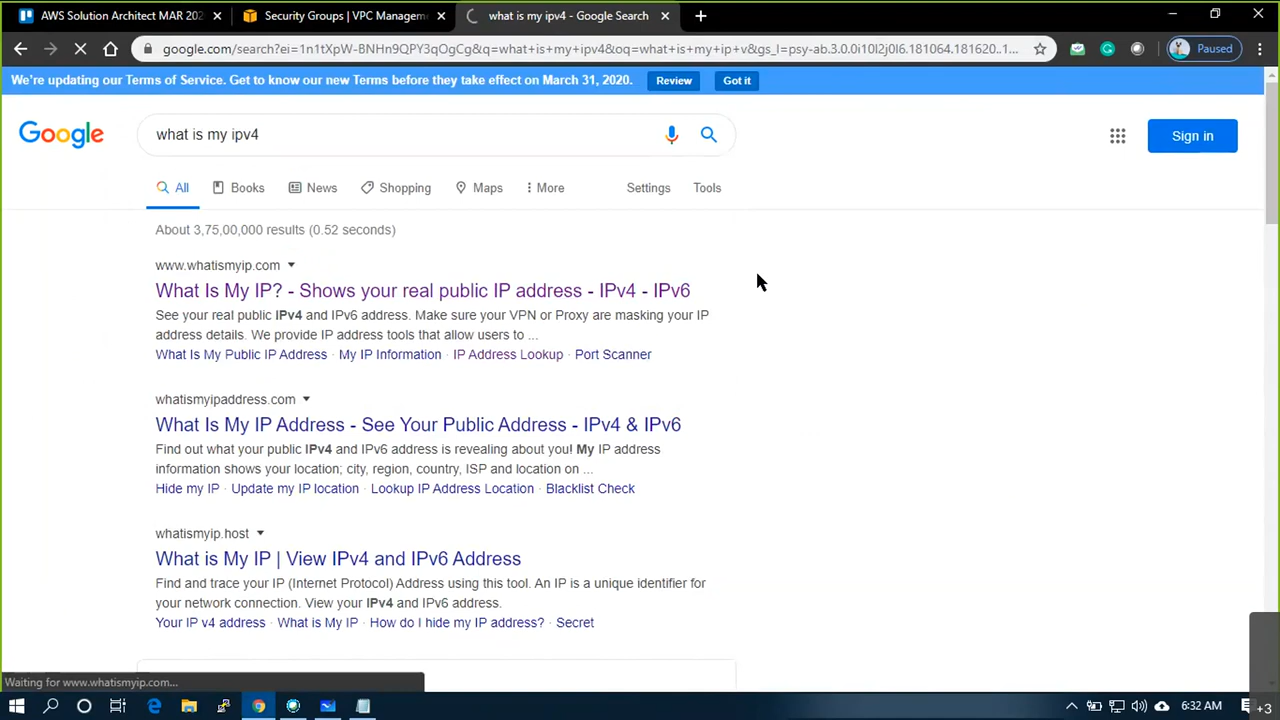 AWS Solution Architect MAR 202
Security Groups | VPC Managem
what is my ipv4 - Google Search
google.com/search?ei=1n1tXpW-BNHn9QPY3qOgCg&q=what+is+my+ipv4&oq=what+is+my+ip+v&gs_l=psy-ab.3.0.0i10l2j0l6.181064.181620..1...
Paused
We're updating our Terms of Service. Get to know our new Terms before they take effect on March 31, 2020.
Review
Got it
Google
what is my ipv4
Sign in
All
Books
News
Shopping
Maps
More
Settings
Tools
About 3,75,00,000 results (0.52 seconds)
www.whatismyip.com
What Is My IP? - Shows your real public IP address - IPv4 - IPv6
See your real public IPv4 and IPv6 address. Make sure your VPN or Proxy are masking your IP
address details. We provide IP address tools that allow users to ...
What Is My Public IP Address · My IP Information · IP Address Lookup · Port Scanner
whatismyipaddress.com
What Is My IP Address - See Your Public Address - IPv4 & IPv6
Find out what your public IPv4 and IPv6 address is revealing about you! My IP address
information shows your location; city, region, country, ISP and location on ...
Hide my IP · Update my IP location · Lookup IP Address Location · Blacklist Check
whatismyip.host
What is My IP | View IPv4 and IPv6 Address
Find and trace your IP (Internet Protocol) Address using this tool. An IP is a unique identifier for
your network connection. View your IPv4 and IPv6 address.
Your IP v4 address · What is My IP · How do I hide my IP address? · Secret
Waiting for www.whatismyip.com...
6:32 AM
+3